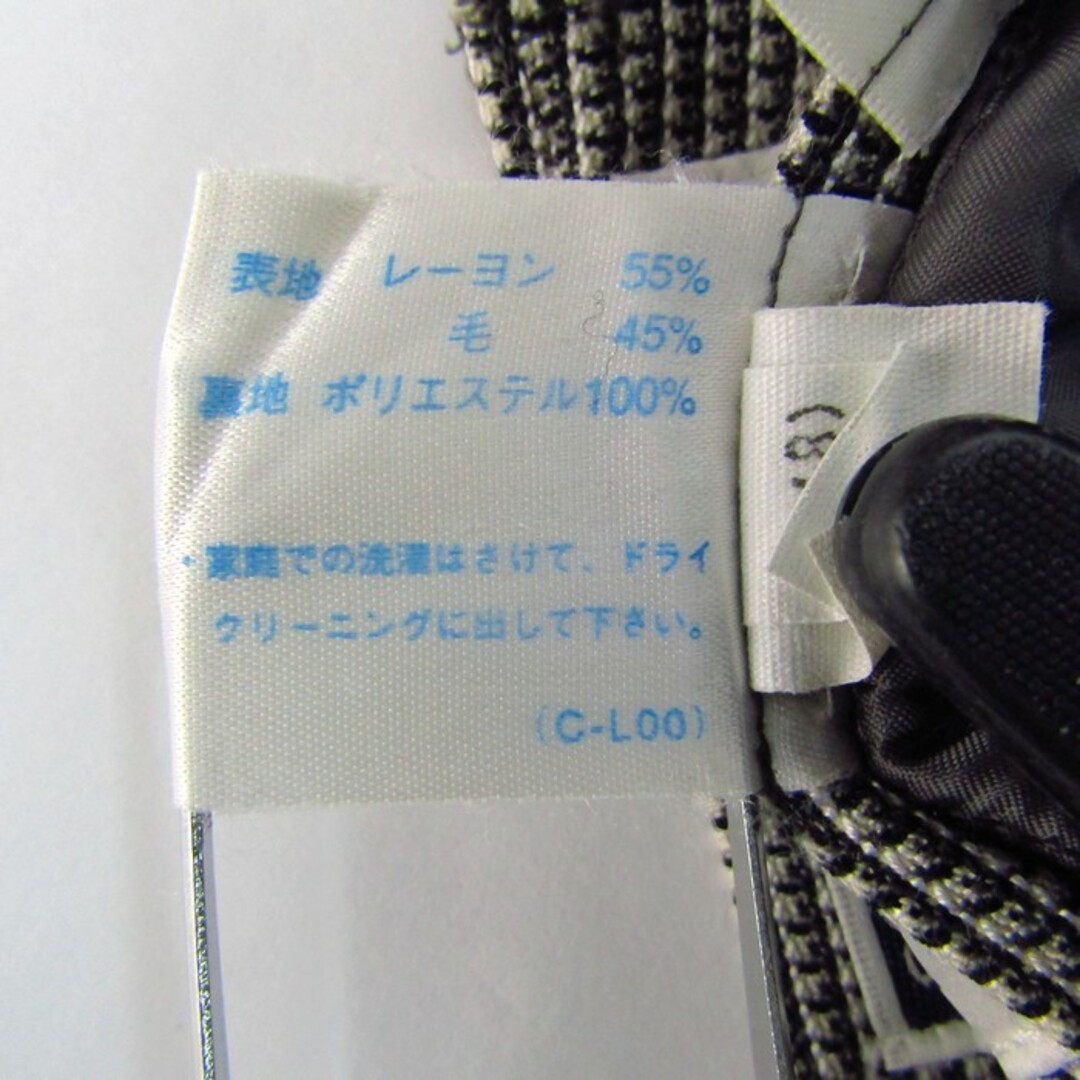 表地 レーヨン 55%
毛 45%
裏地 ポリエステル100%
・家庭での洗濯はさけて、ドライ
クリーニングに出して下さい。
(C-L00)